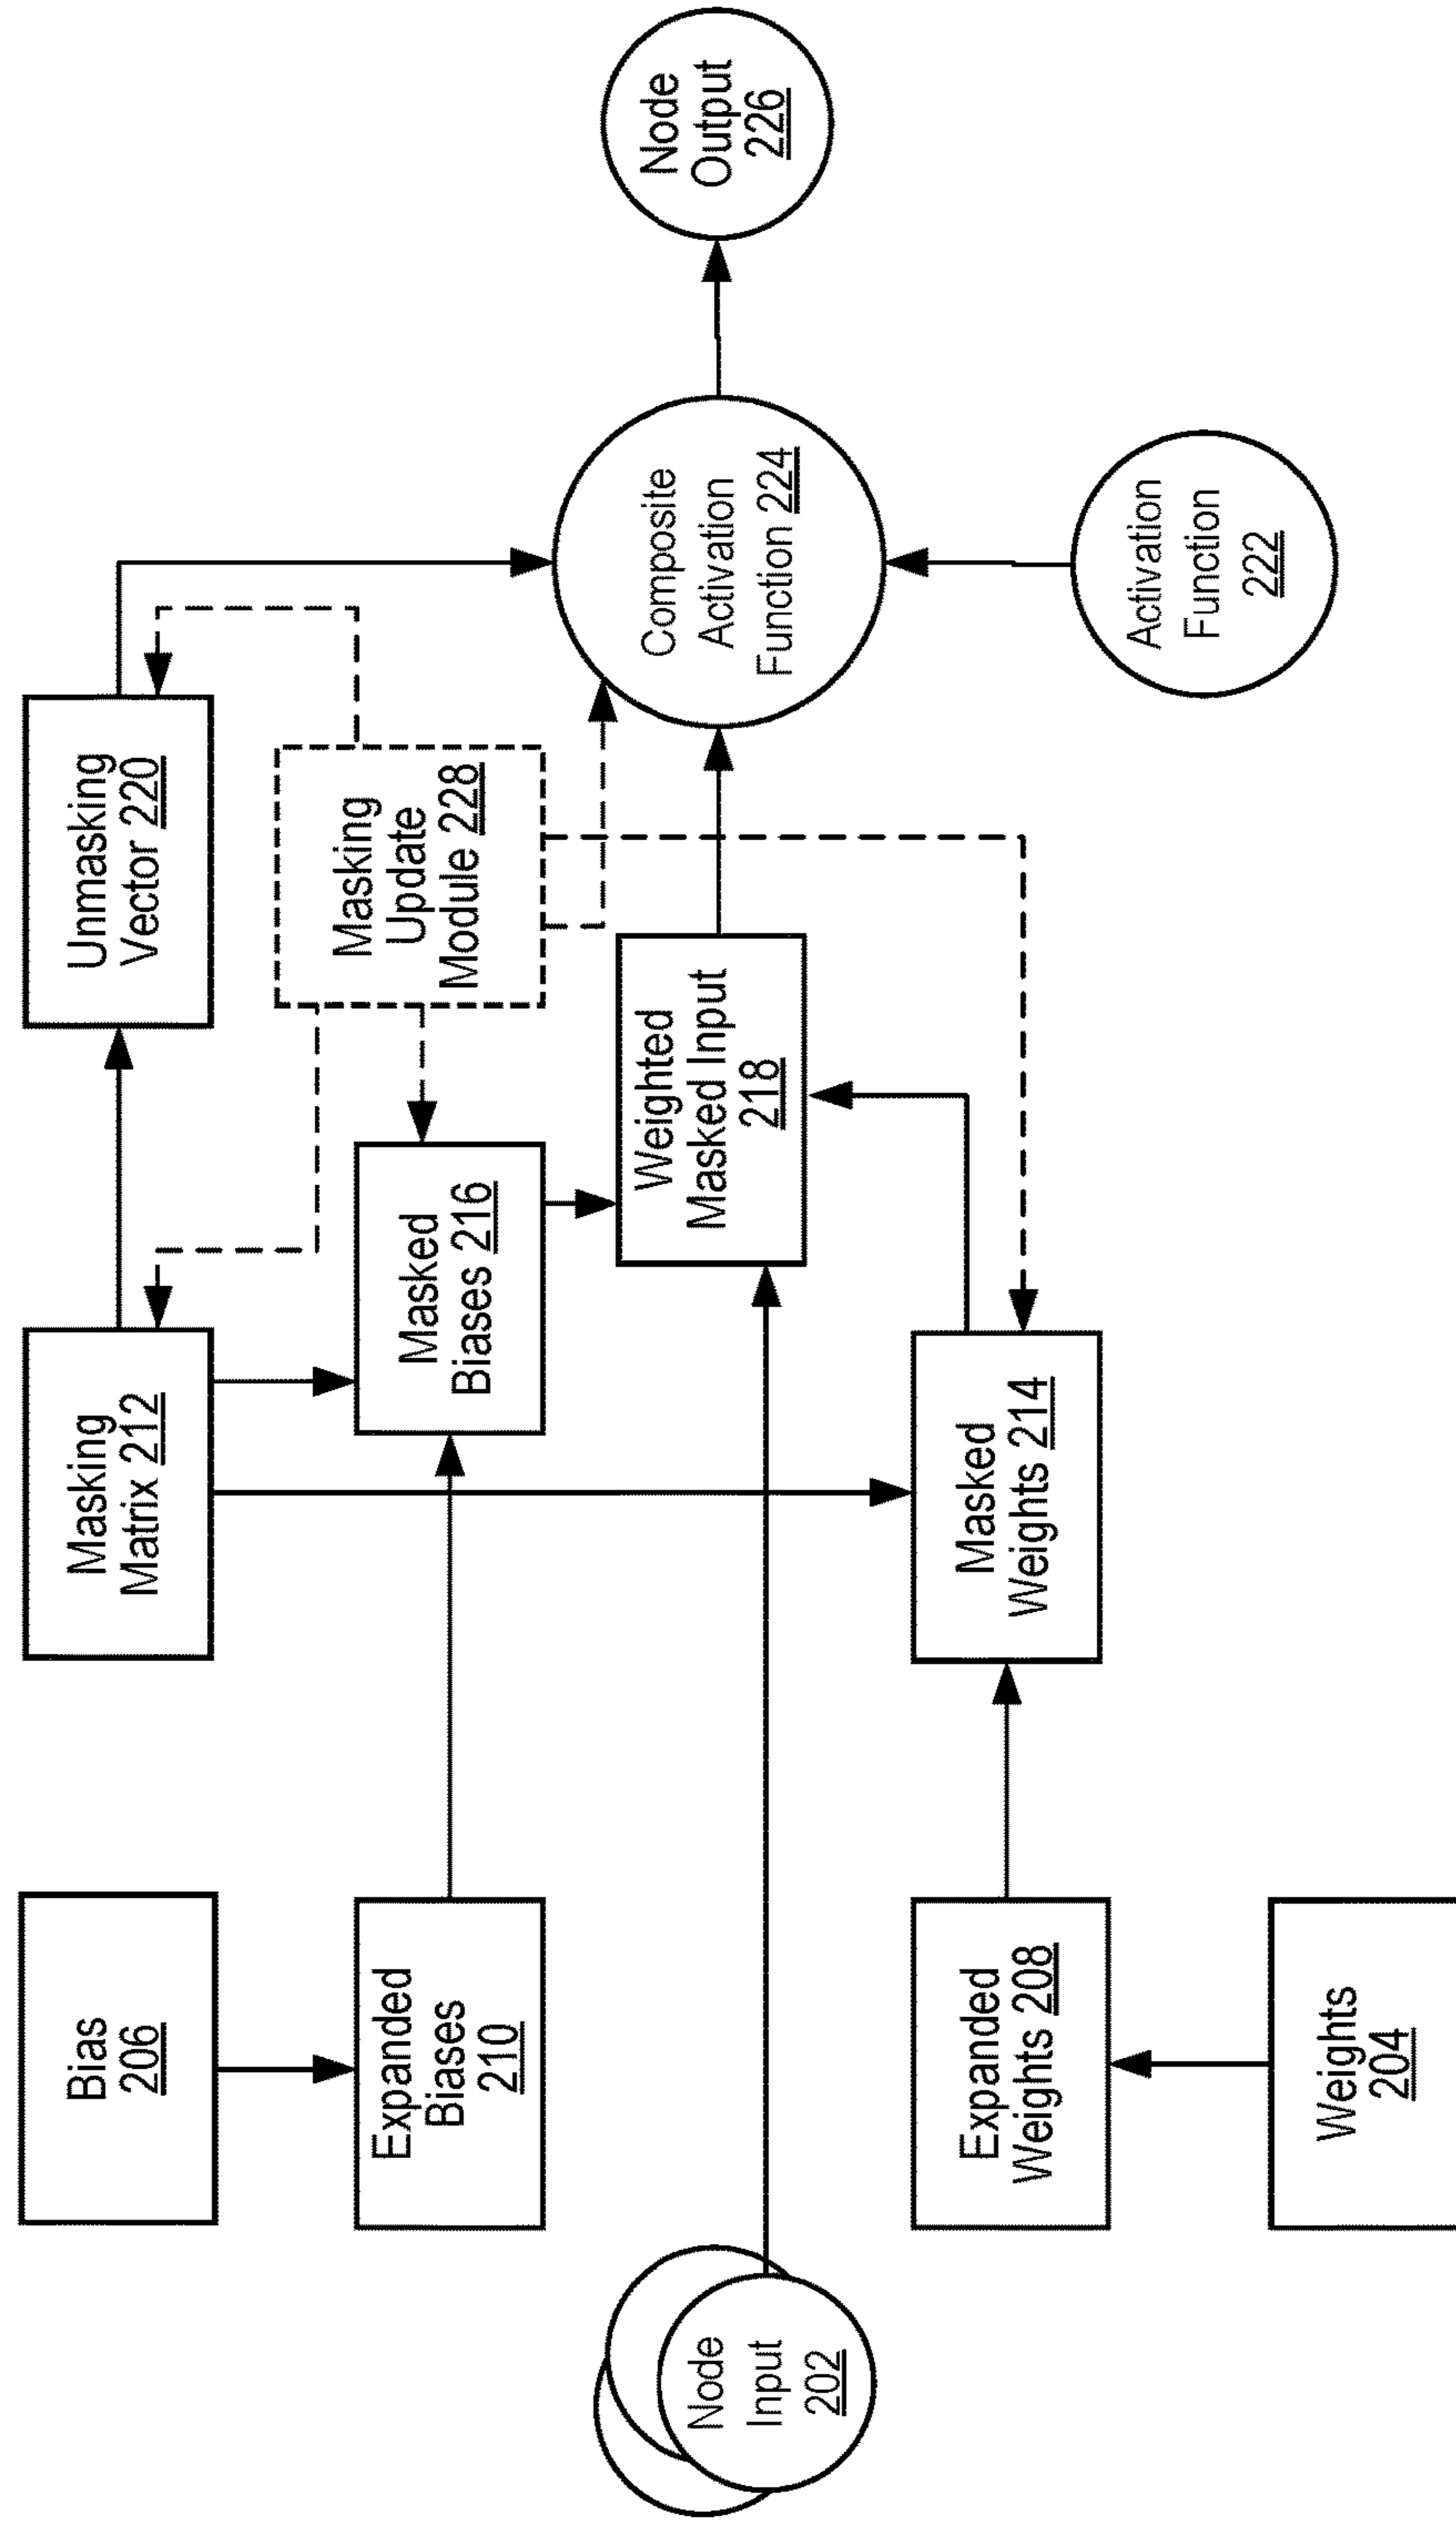 Bias
206
Masking
Matrix 212
Unmasking
Vector 220
Expanded
Biases
210
Masked
Biases 216
Masking
Update
Module 228
Node
Input
202
Weighted
Masked Input
218
Composite
Activation
Function 224
Node
Output
226
Expanded
Weights 208
Masked
Weights 214
Activation
Function
222
Weights
204